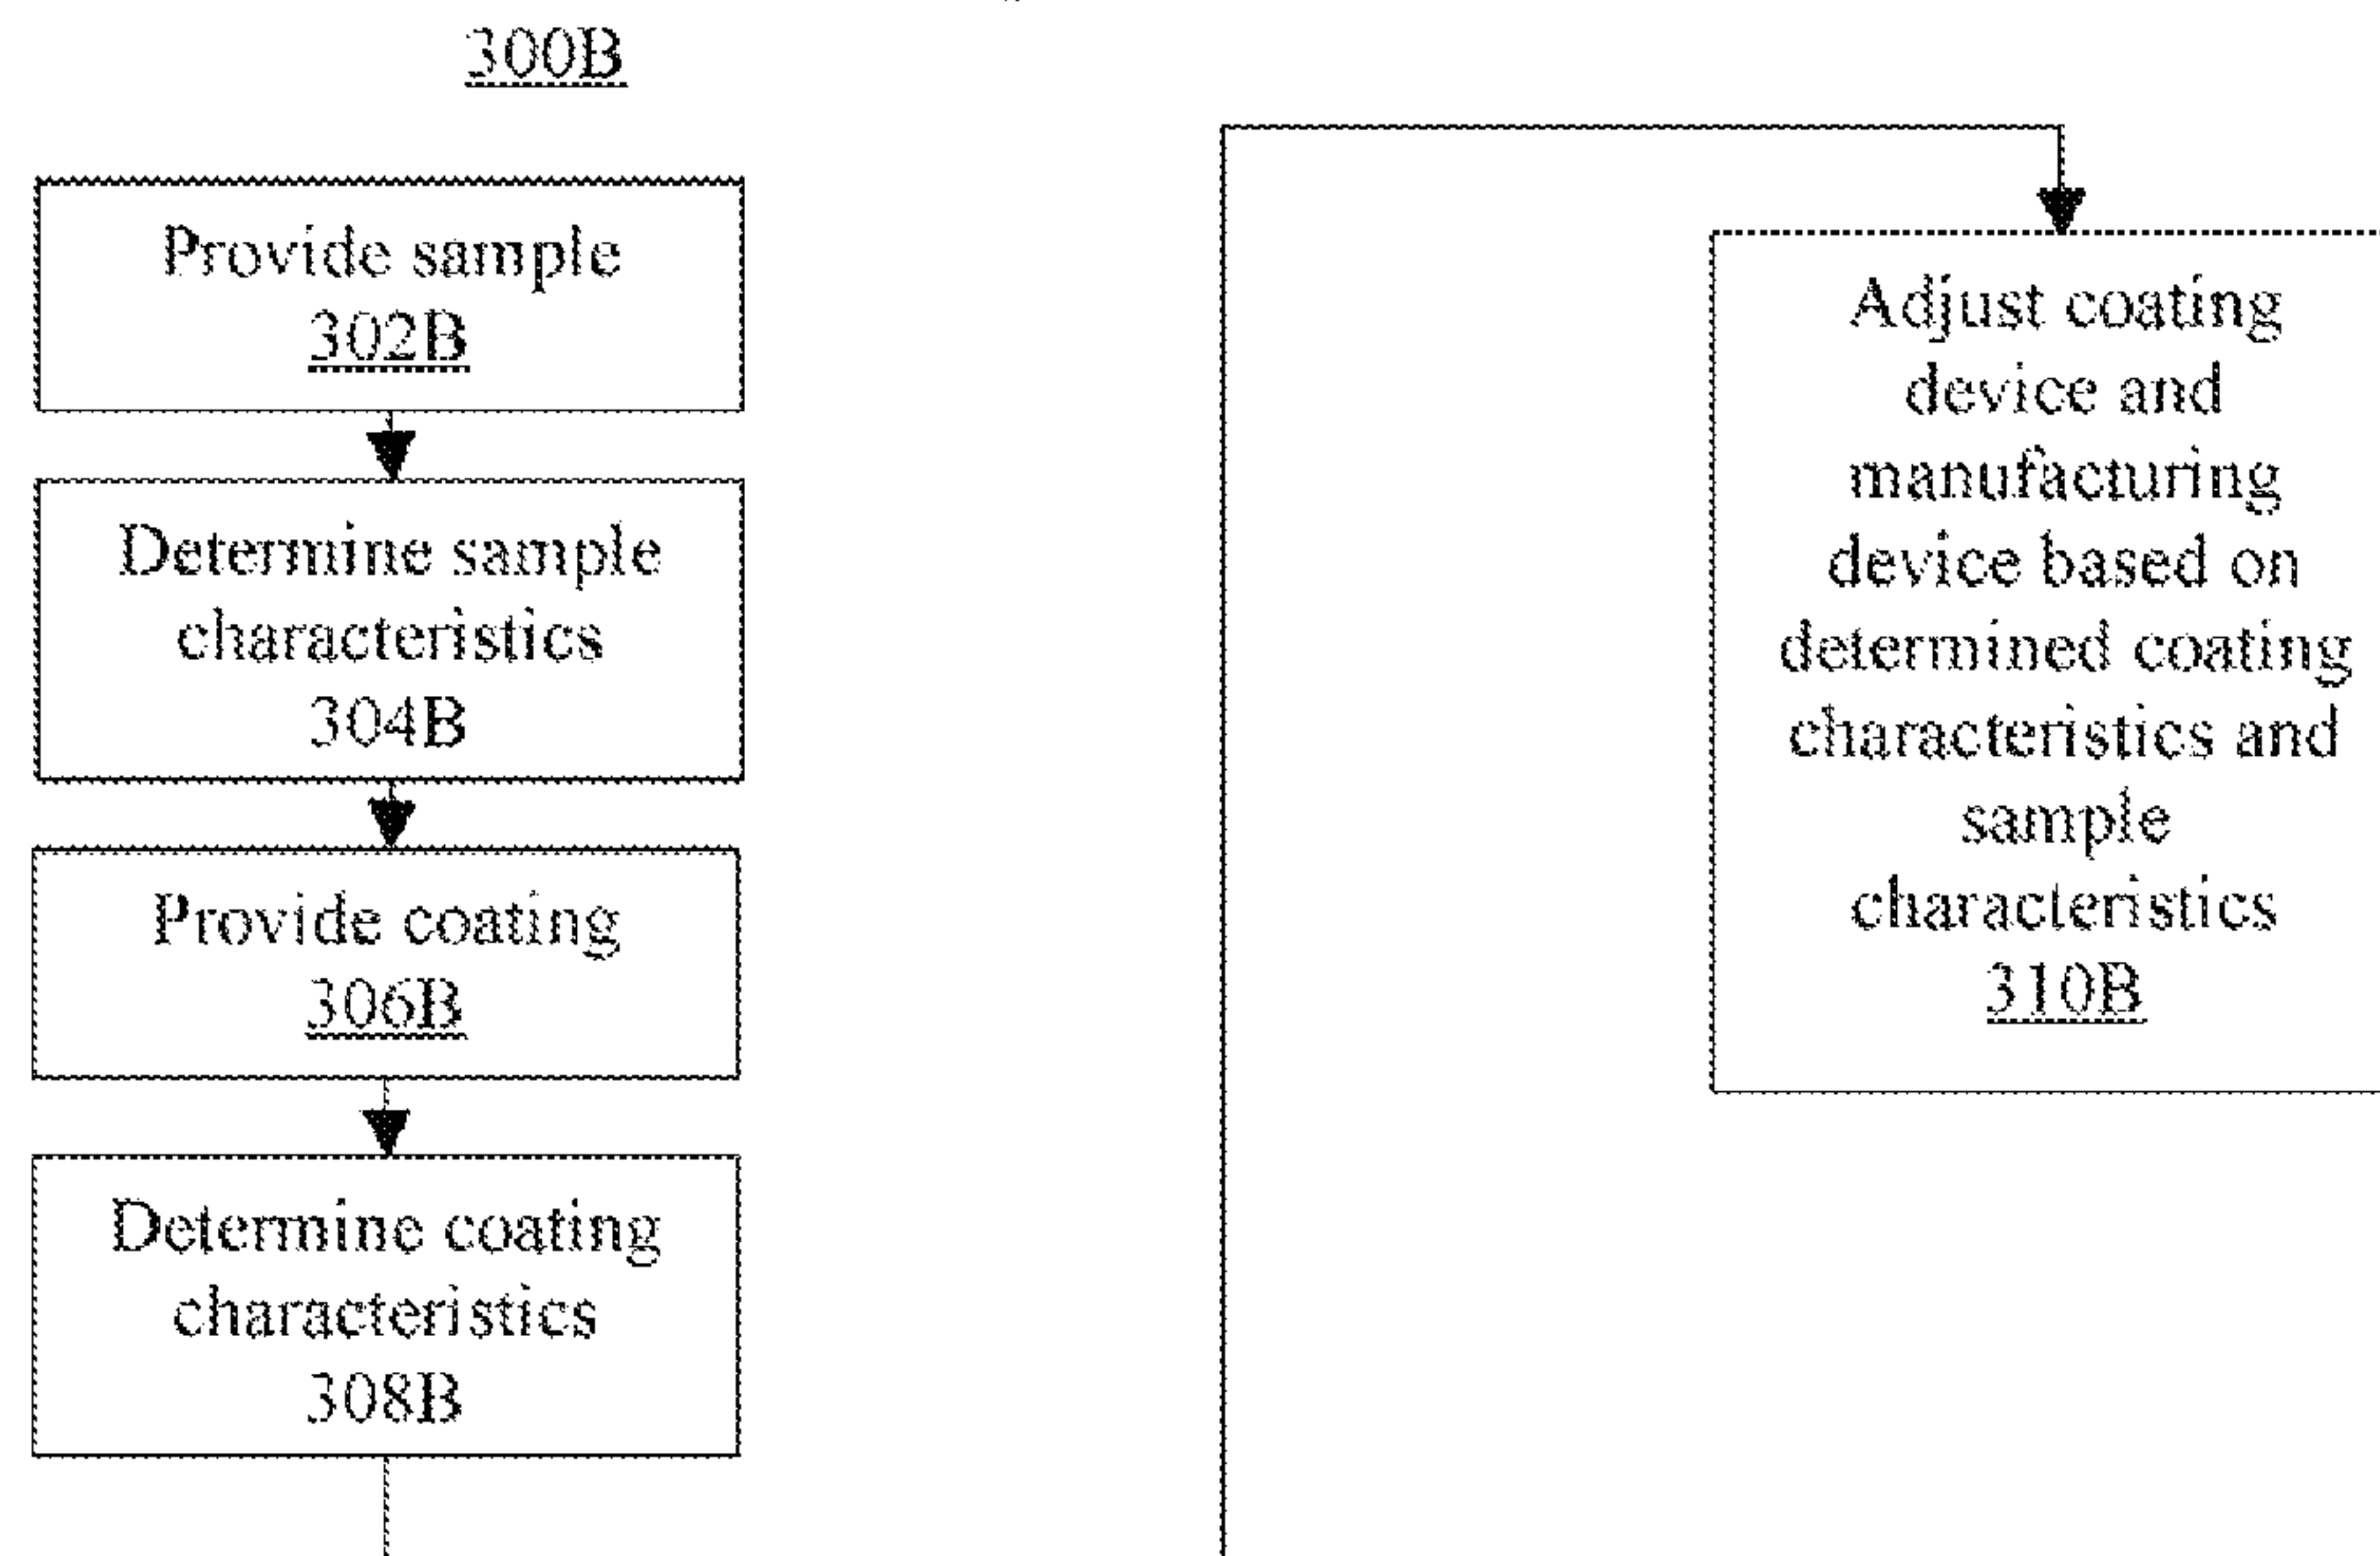 300B
Provide sample
302B
Determine sample
characteristics
304B
Provide coating
306B
Determine coating
characteristics
308B
Adjust coating
device and
manufacturing
device based on
determined coating
characteristics and
sample
characteristics
310B